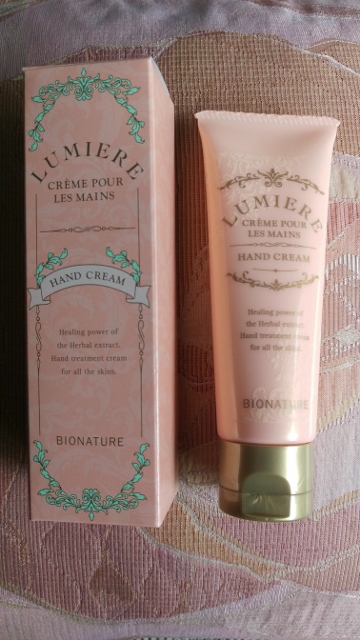 LUMIERE
CRÈME POUR
LES MAINS
HAND CREAM
Healing power of
the Herbal extract.
Hand treatment cream
for all the skins.
BIONATURE
LUMIERE
CRÈME POUR
LES MAINS
HAND CREAM
Healing power of
the Herbal extract.
Hand treatment cream
for all the skins.
BIONATURE